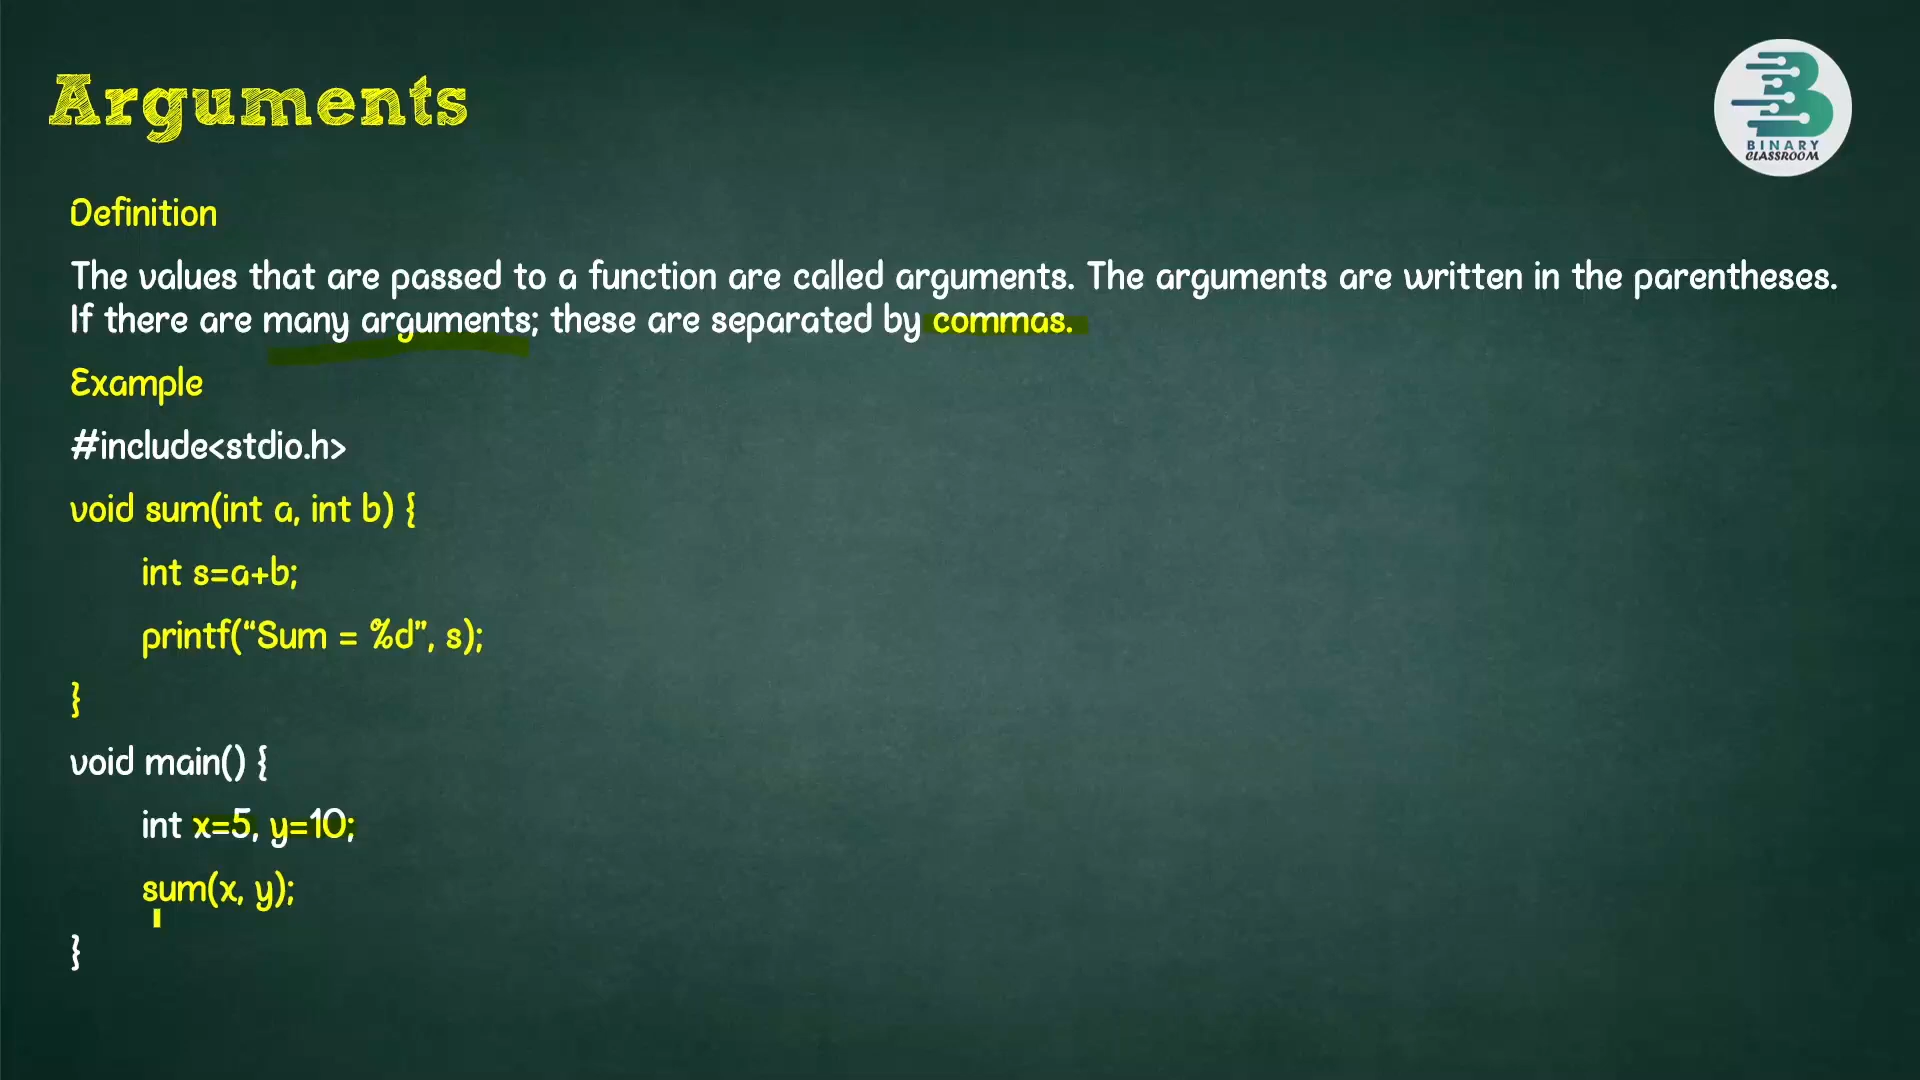 Arguments
BINARY
CLASSROOM
Definition
The values that are passed to a function are called arguments. The arguments are written in the parentheses.
If there are many arguments; these are separated by commas.
Example
#include<stdio.h>
void sum(int a, int b) {
int s=a+b;
printf(“Sum = %d”, s);
}
void main() {
int x=5, y=10;
sum(x, y);
}